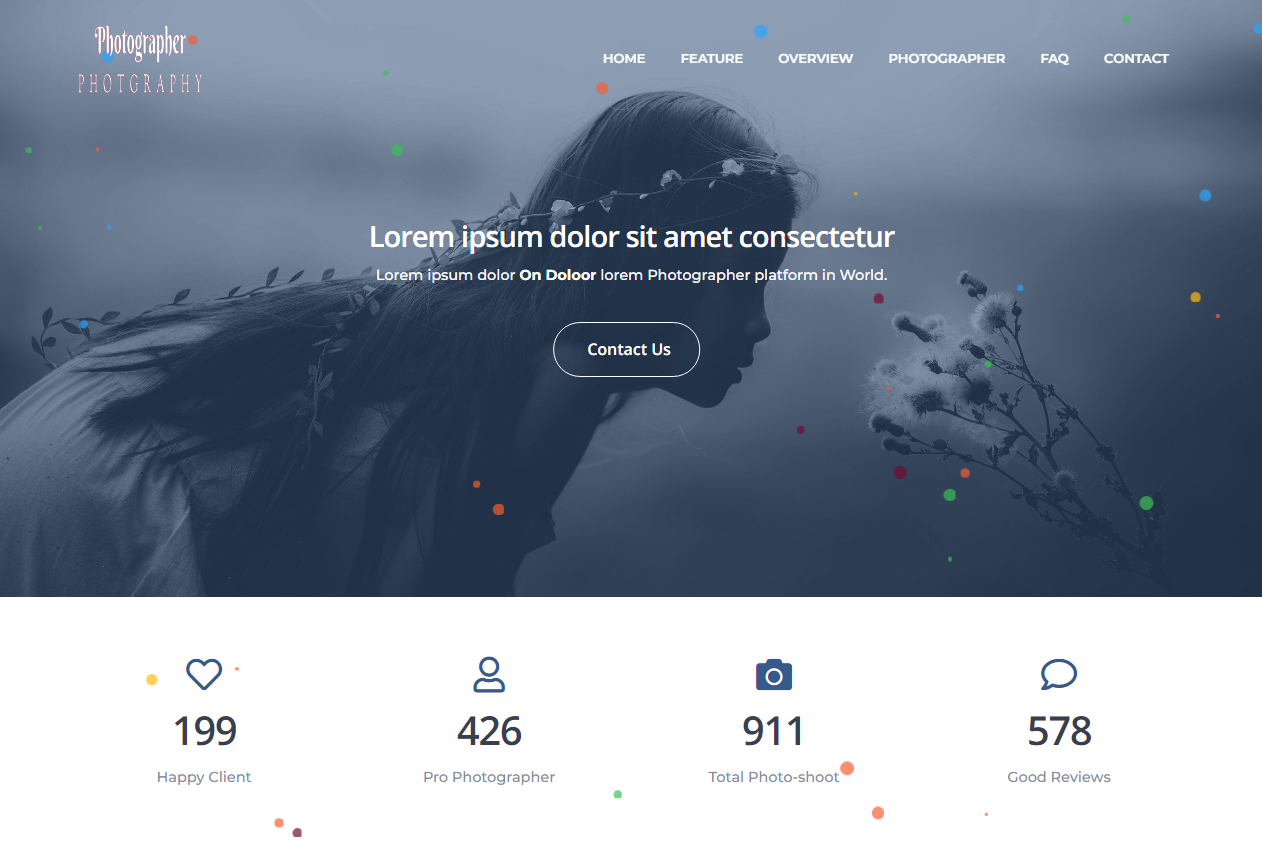 Photographer
PHOTGRAPHY
HOME FEATURE OVERVIEW PHOTOGRAPHER FAQ CONTACT
Lorem ipsum dolor sit amet consectetur
Lorem ipsum dolor On Doloor lorem Photographer platform in World.
Contact Us
199 426 911 578
Happy Client Pro Photographer Total Photo-shoot Good Reviews